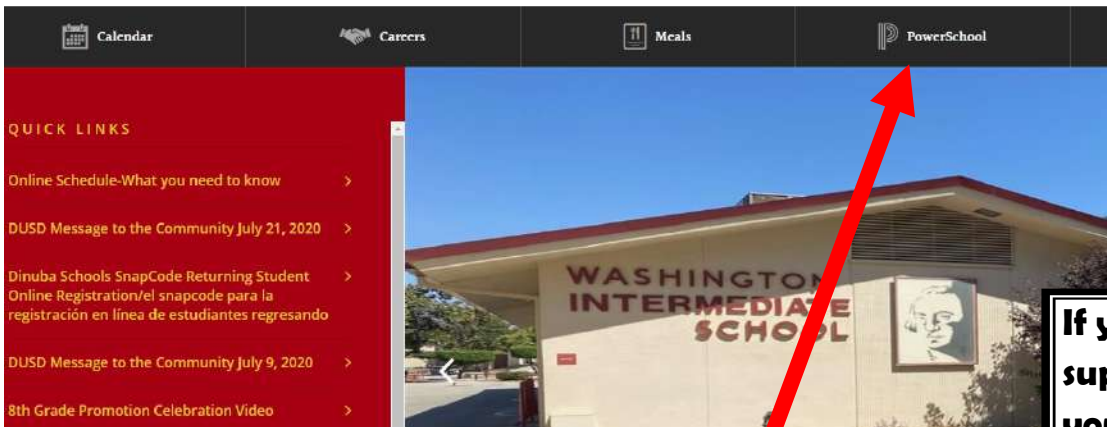 Calendar
Careers
Meals
PowerSchool
QUICK LINKS
Online Schedule-What you need to know
DUSD Message to the Community July 21, 2020
Dinuba Schools SnapCode Returning Student
Online Registration/el snapcode para la
registración en línea de estudiantes regresando
DUSD Message to the Community July 9, 2020
8th Grade Promotion Celebration Video
WASHINGTON
INTERMEDIATE
SCHOOL
If